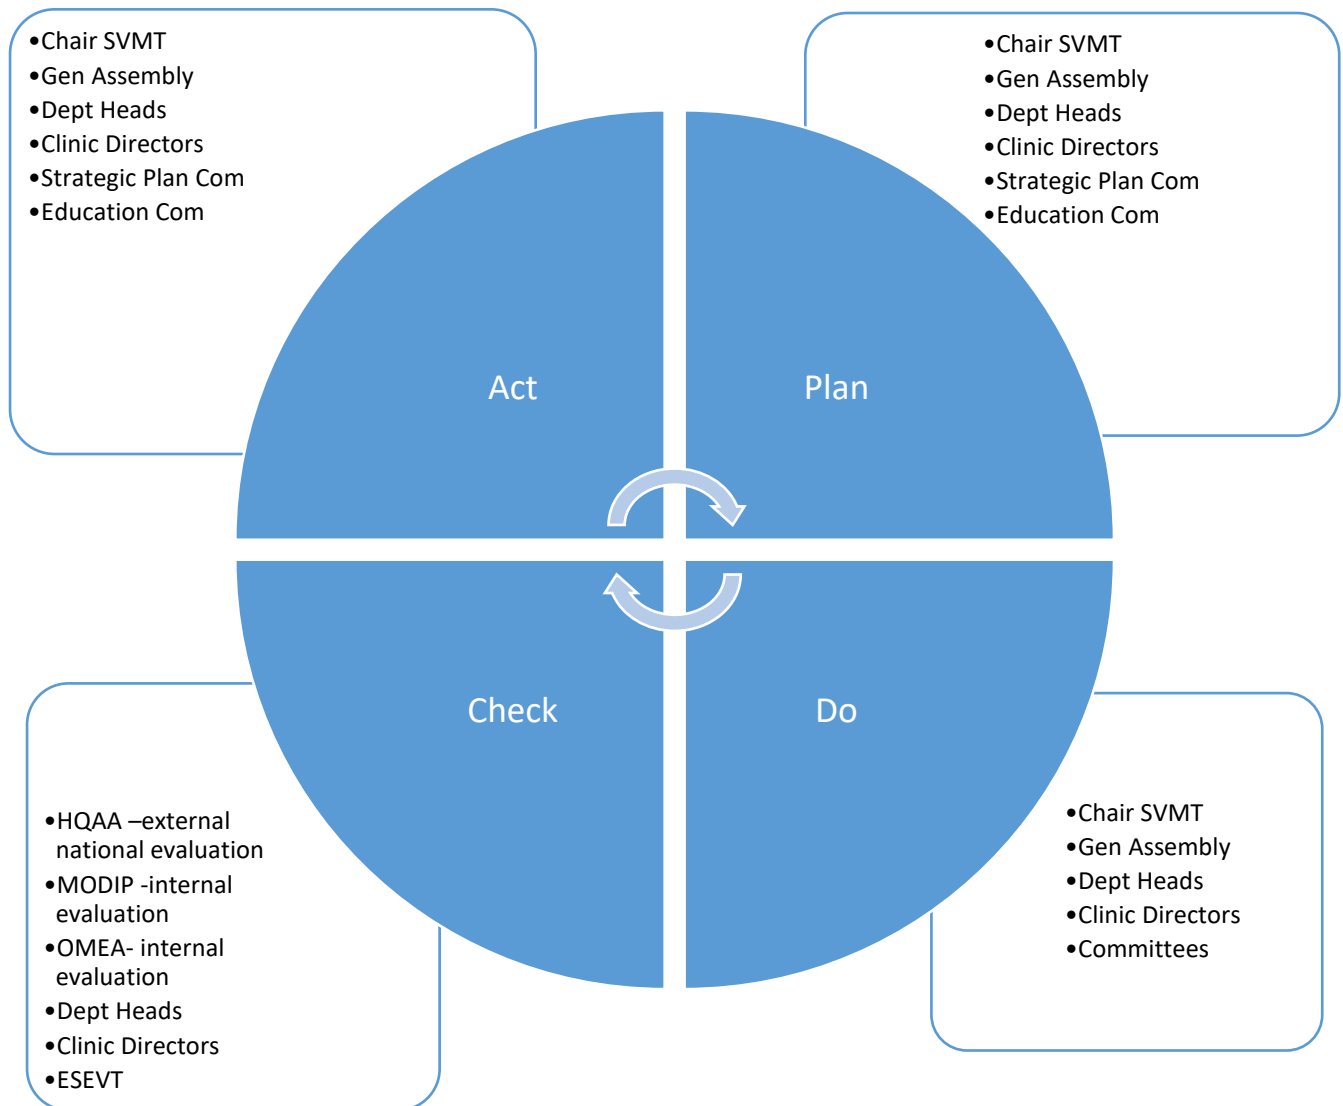 •Chair SVMT
•Gen Assembly
•Dept Heads
•Clinic Directors
•Strategic Plan Com
•Education Com
•Chair SVMT
•Gen Assembly
•Dept Heads
•Clinic Directors
•Strategic Plan Com
•Education Com
Act
Plan
Check
Do
•HQAA –external
national evaluation
•MODIP -internal
evaluation
•OMEA- internal
evaluation
•Dept Heads
•Clinic Directors
•ESEVT
•Chair SVMT
•Gen Assembly
•Dept Heads
•Clinic Directors
•Committees